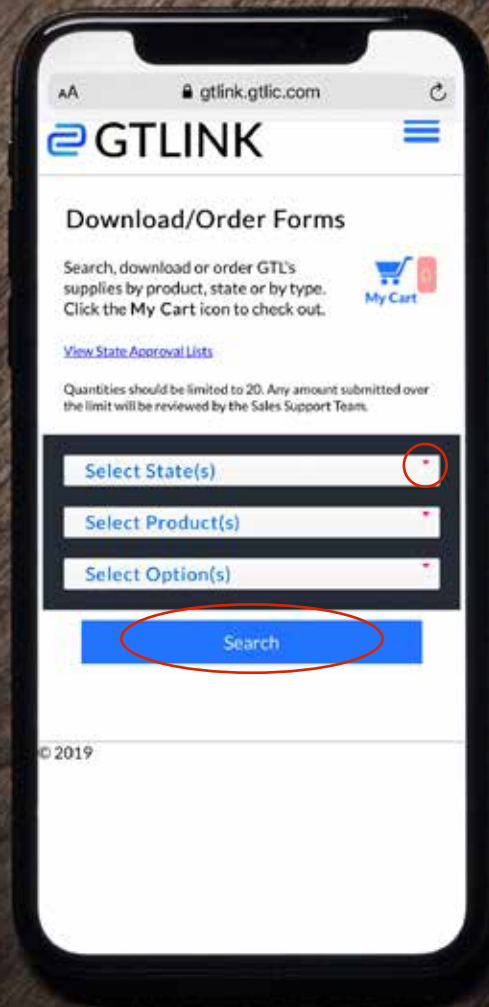 AA gtlink.gtlic.com
GTLINK
Download/Order Forms
Search, download or order GTL's
supplies by product, state or by type.
Click the My Cart icon to check out.
0
My Cart
View State Approval Lists
Quantities should be limited to 20. Any amount submitted over
the limit will be reviewed by the Sales Support Team.
Select State(s)
Select Product(s)
Select Option(s)
Search
© 2019